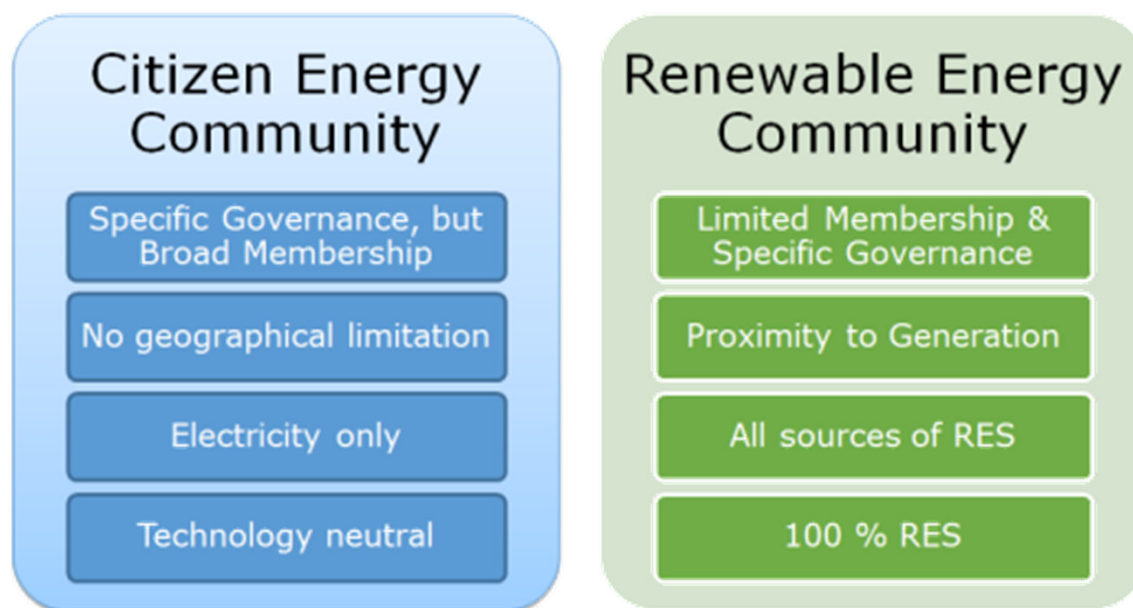 Citizen Energy
Community
Specific Governance, but
Broad Membership
No geographical limitation
Electricity only
Technology neutral
Renewable Energy
Community
Limited Membership &
Specific Governance
Proximity to Generation
All sources of RES
100 % RES